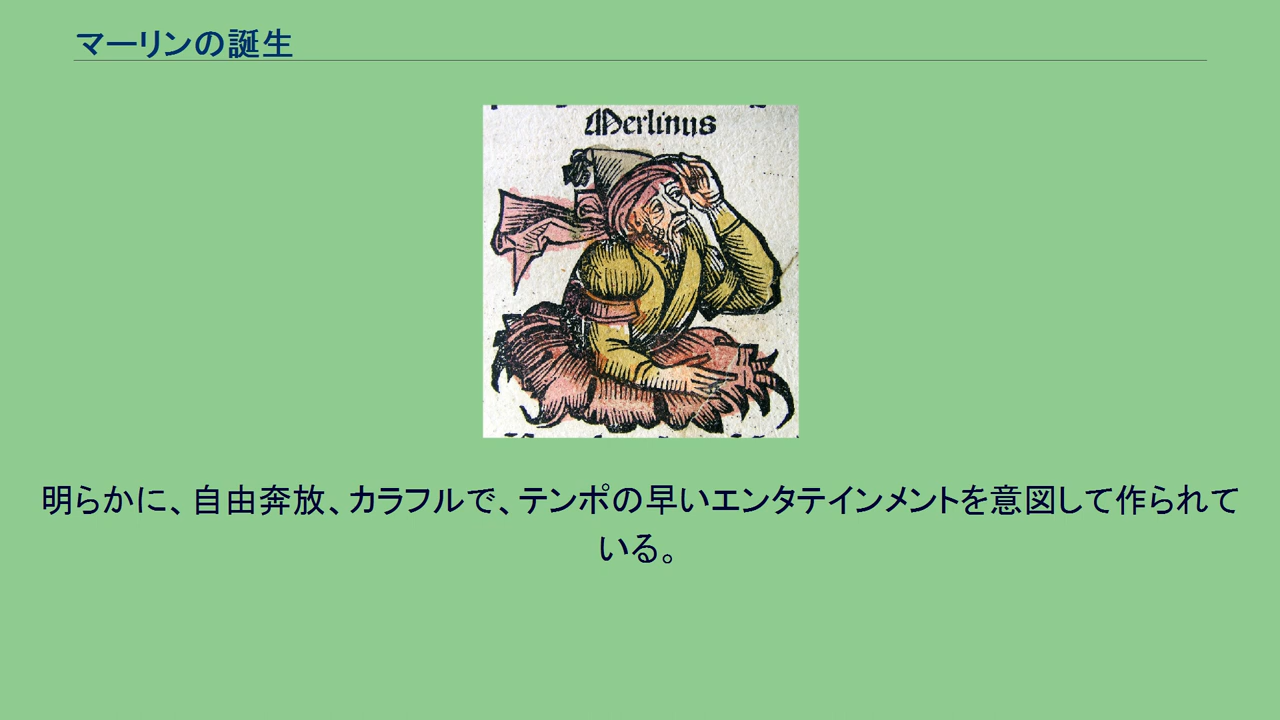 マーリンの誕生
Merlinus
明らかに、自由奔放、カラフルで、テンポの早いエンタテインメントを意図して作られて
いる。